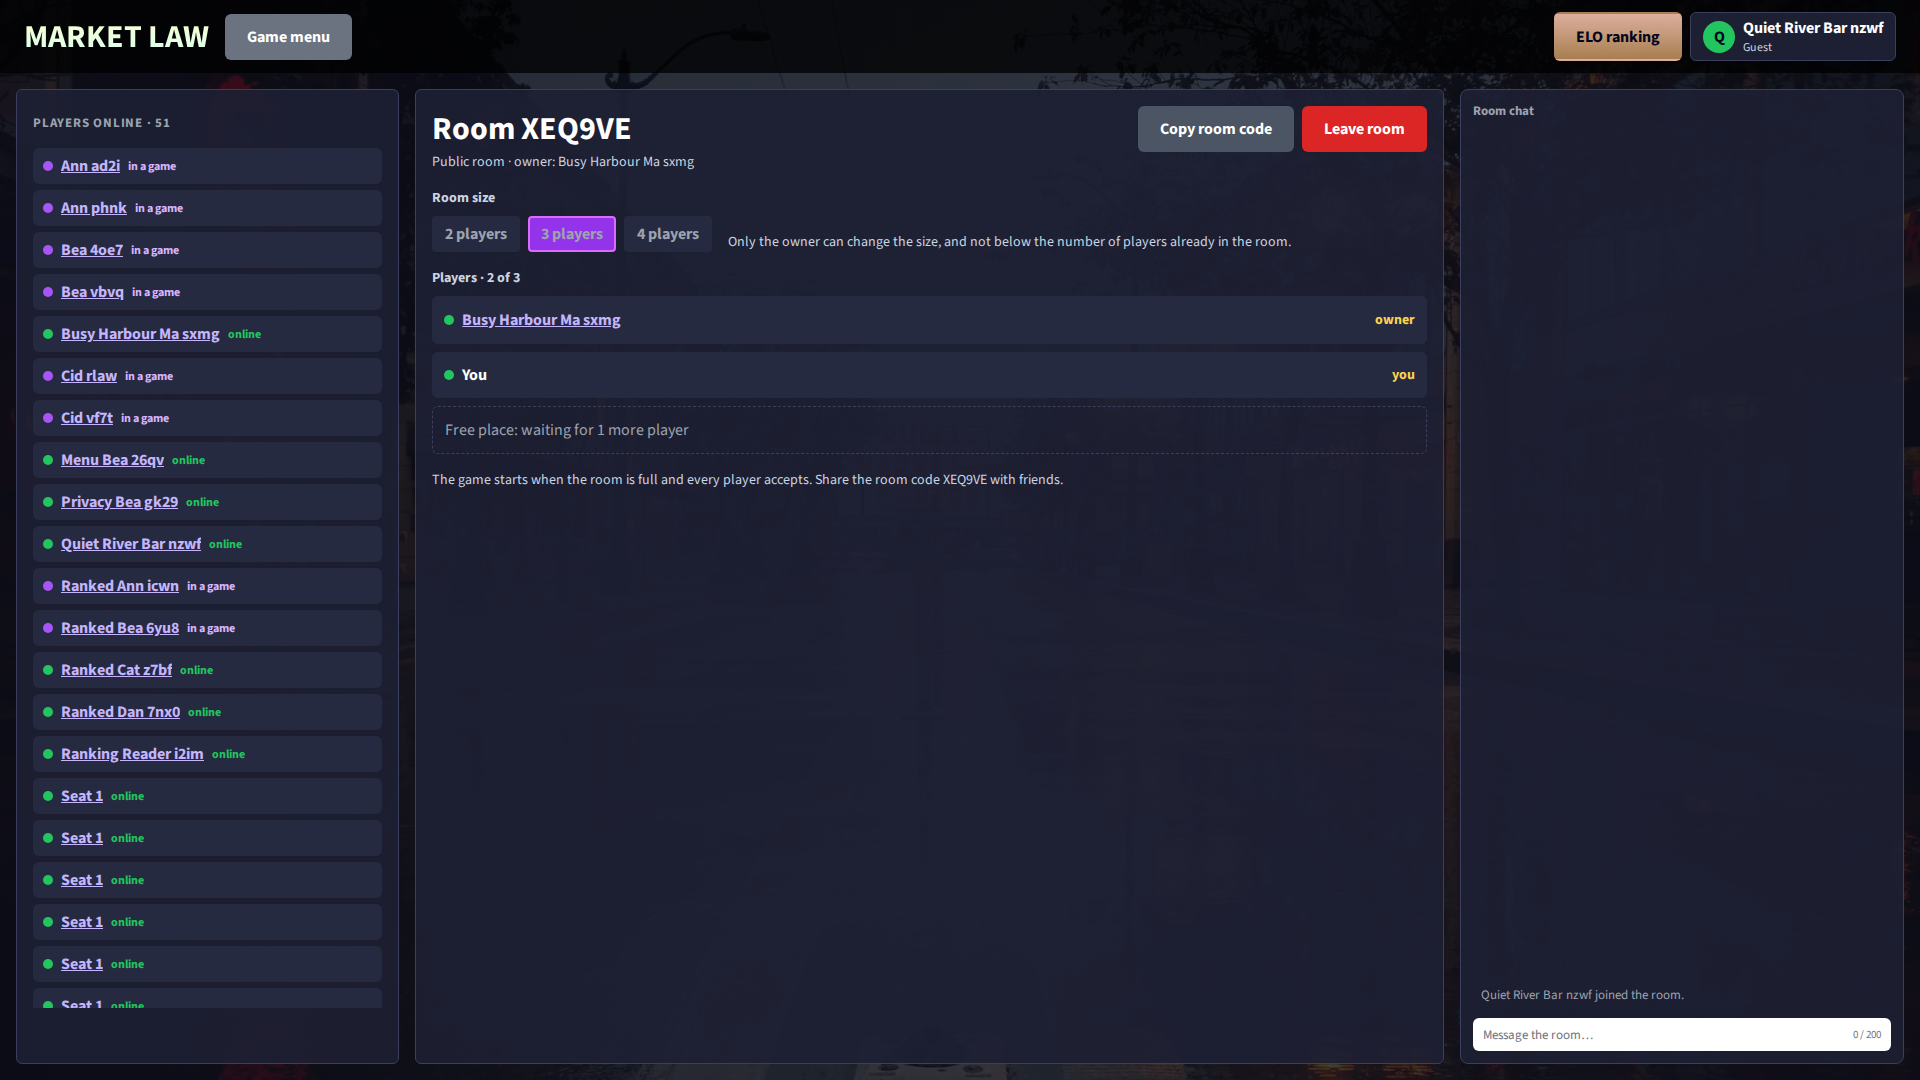 MARKET LAW
Game menu
ELO ranking
Q
Quiet River Bar nzwf
Guest
PLAYERS ONLINE · 51
Ann ad2i in a game
Ann phnk in a game
Bea 4oe7 in a game
Bea vbvq in a game
Busy Harbour Ma sxmg online
Cid rlaw in a game
Cid vf7t in a game
Menu Bea 26qv online
Privacy Bea gk29 online
Quiet River Bar nzwf online
Ranked Ann icwn in a game
Ranked Bea 6yu8 in a game
Ranked Cat z7bf online
Ranked Dan 7nx0 online
Ranking Reader i2im online
Seat 1 online
Seat 1 online
Seat 1 online
Seat 1 online
Seat 1 online
Seat 1 online
Room XEQ9VE
Copy room code
Leave room
Public room · owner: Busy Harbour Ma sxmg
Room size
2 players
3 players
4 players
Only the owner can change the size, and not below the number of players already in the room.
Players · 2 of 3
Busy Harbour Ma sxmg owner
You you
Free place: waiting for 1 more player
The game starts when the room is full and every player accepts. Share the room code XEQ9VE with friends.
Room chat
Quiet River Bar nzwf joined the room.
Message the room… 0 / 200